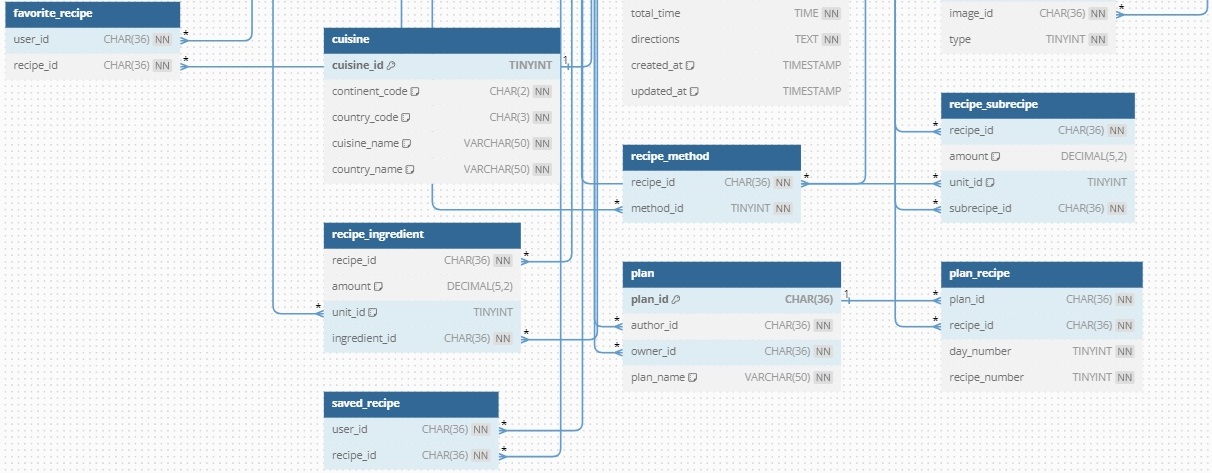 favorite_recipe
user_id CHAR(36) NN *
recipe_id CHAR(36) NN *
cuisine
cuisine_id TINYINT 1
continent_code CHAR(2) NN
country_code CHAR(3) NN
cuisine_name VARCHAR(50) NN
country_name VARCHAR(50) NN
recipe_ingredient
recipe_id CHAR(36) NN *
amount DECIMAL(5,2)
* unit_id TINYINT
ingredient_id CHAR(36) NN *
saved_recipe
user_id CHAR(36) NN *
recipe_id CHAR(36) NN *
total_time TIME NN
directions TEXT NN
created_at TIMESTAMP
updated_at TIMESTAMP
recipe_method
recipe_id CHAR(36) NN *
* method_id TINYINT NN
plan
plan_id CHAR(36) 1
* author_id CHAR(36) NN
* owner_id CHAR(36) NN
plan_name VARCHAR(50) NN
image_id CHAR(36) NN *
type TINYINT NN
recipe_subrecipe
* recipe_id CHAR(36) NN
amount DECIMAL(5,2)
* unit_id TINYINT
* subrecipe_id CHAR(36) NN
plan_recipe
* plan_id CHAR(36) NN
* recipe_id CHAR(36) NN
day_number TINYINT NN
recipe_number TINYINT NN